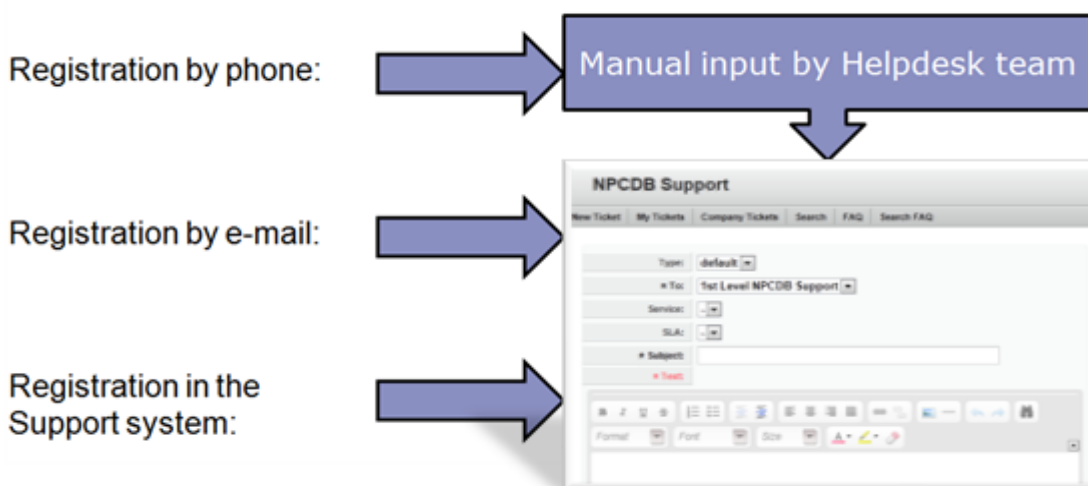 Registration by phone:
Manual input by Helpdesk team
NPCDB Support
New Ticket My Tickets Company Tickets Search FAQ Search FAQ
Registration by e-mail:
Type: default
* To: 1st Level NPCDB Support
Service: -
SLA: -
* Subject:
* Text:
Registration in the
Support system:
B I U S
Format Font Size A